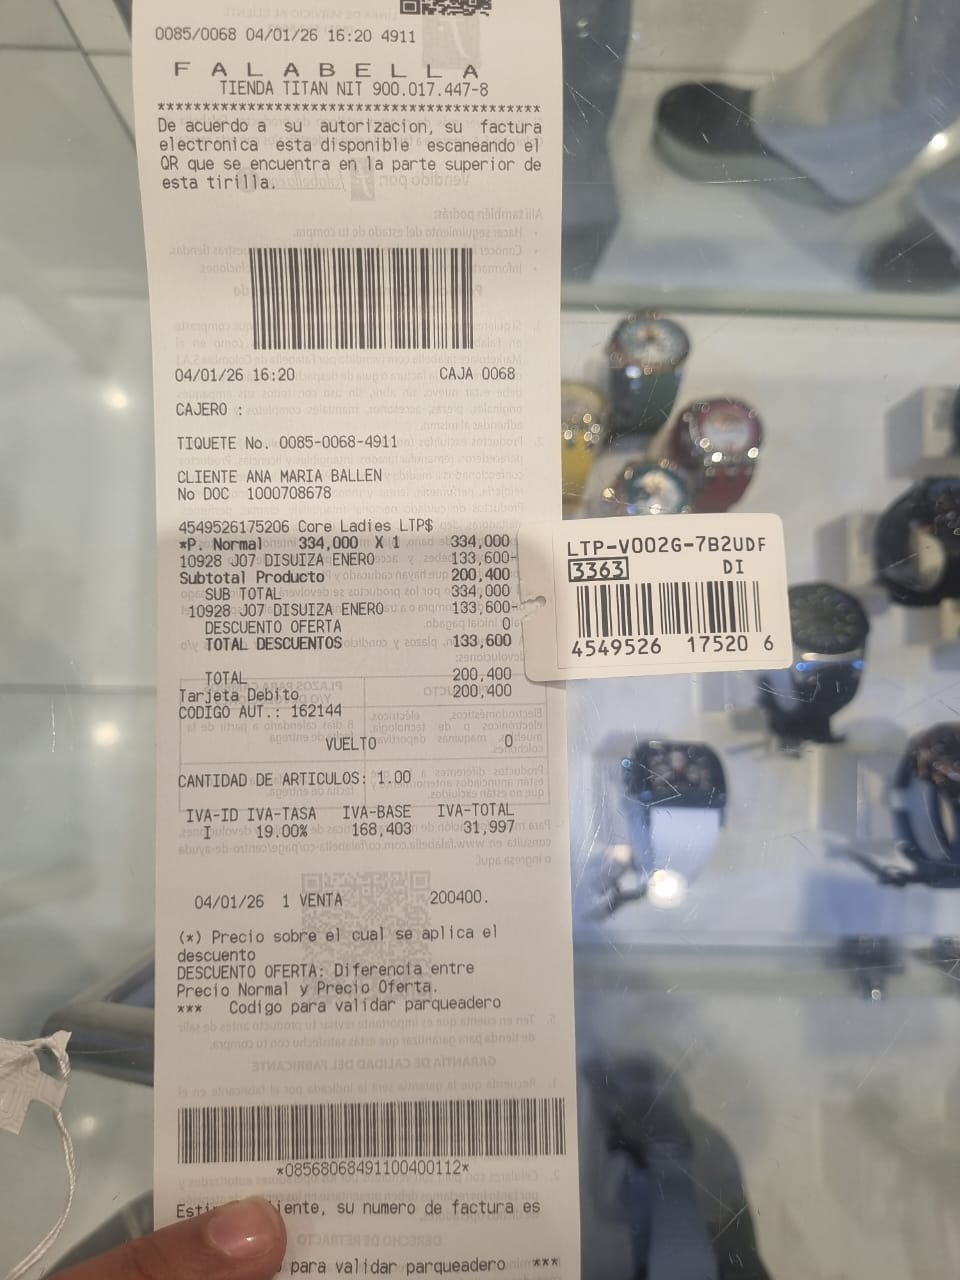 0085/0068 04/01/26 16:20 4911
FALABELLA
TIENDA TITAN NIT 900.017.447-8
******************************************
De acuerdo a su autorizacion, su factura
electronica esta disponible escaneando el
QR que se encuentra en la parte superior de
esta tirilla.
04/01/26 16:20 CAJA 0068
CAJERO :
TIQUETE No. 0085-0068-4911
CLIENTE ANA MARIA BALLEN
No DOC 1000708678
4549526175206 Core Ladies LTP$
*P. Normal 334,000 X 1 334,000
10928 J07 DISUIZA ENERO 133,600-
Subtotal Producto 200,400
SUB TOTAL 334,000
10928 J07 DISUIZA ENERO 133,600-
DESCUENTO OFERTA 0
TOTAL DESCUENTOS 133,600
TOTAL 200,400
Tarjeta Debito 200,400
CODIGO AUT.: 162144
VUELTO 0
CANTIDAD DE ARTICULOS: 1.00
IVA-ID IVA-TASA IVA-BASE IVA-TOTAL
I 19.00% 168,403 31,997
04/01/26 1 VENTA 200400.
(*) Precio sobre el cual se aplica el
descuento
DESCUENTO OFERTA: Diferencia entre
Precio Normal y Precio Oferta.
*** Codigo para validar parqueadero
*08568068491100400112*
su numero de factura es
para validar parqueadero ***
LTP-V002G-7B2UDF
3363 DI
4549526 17520 6